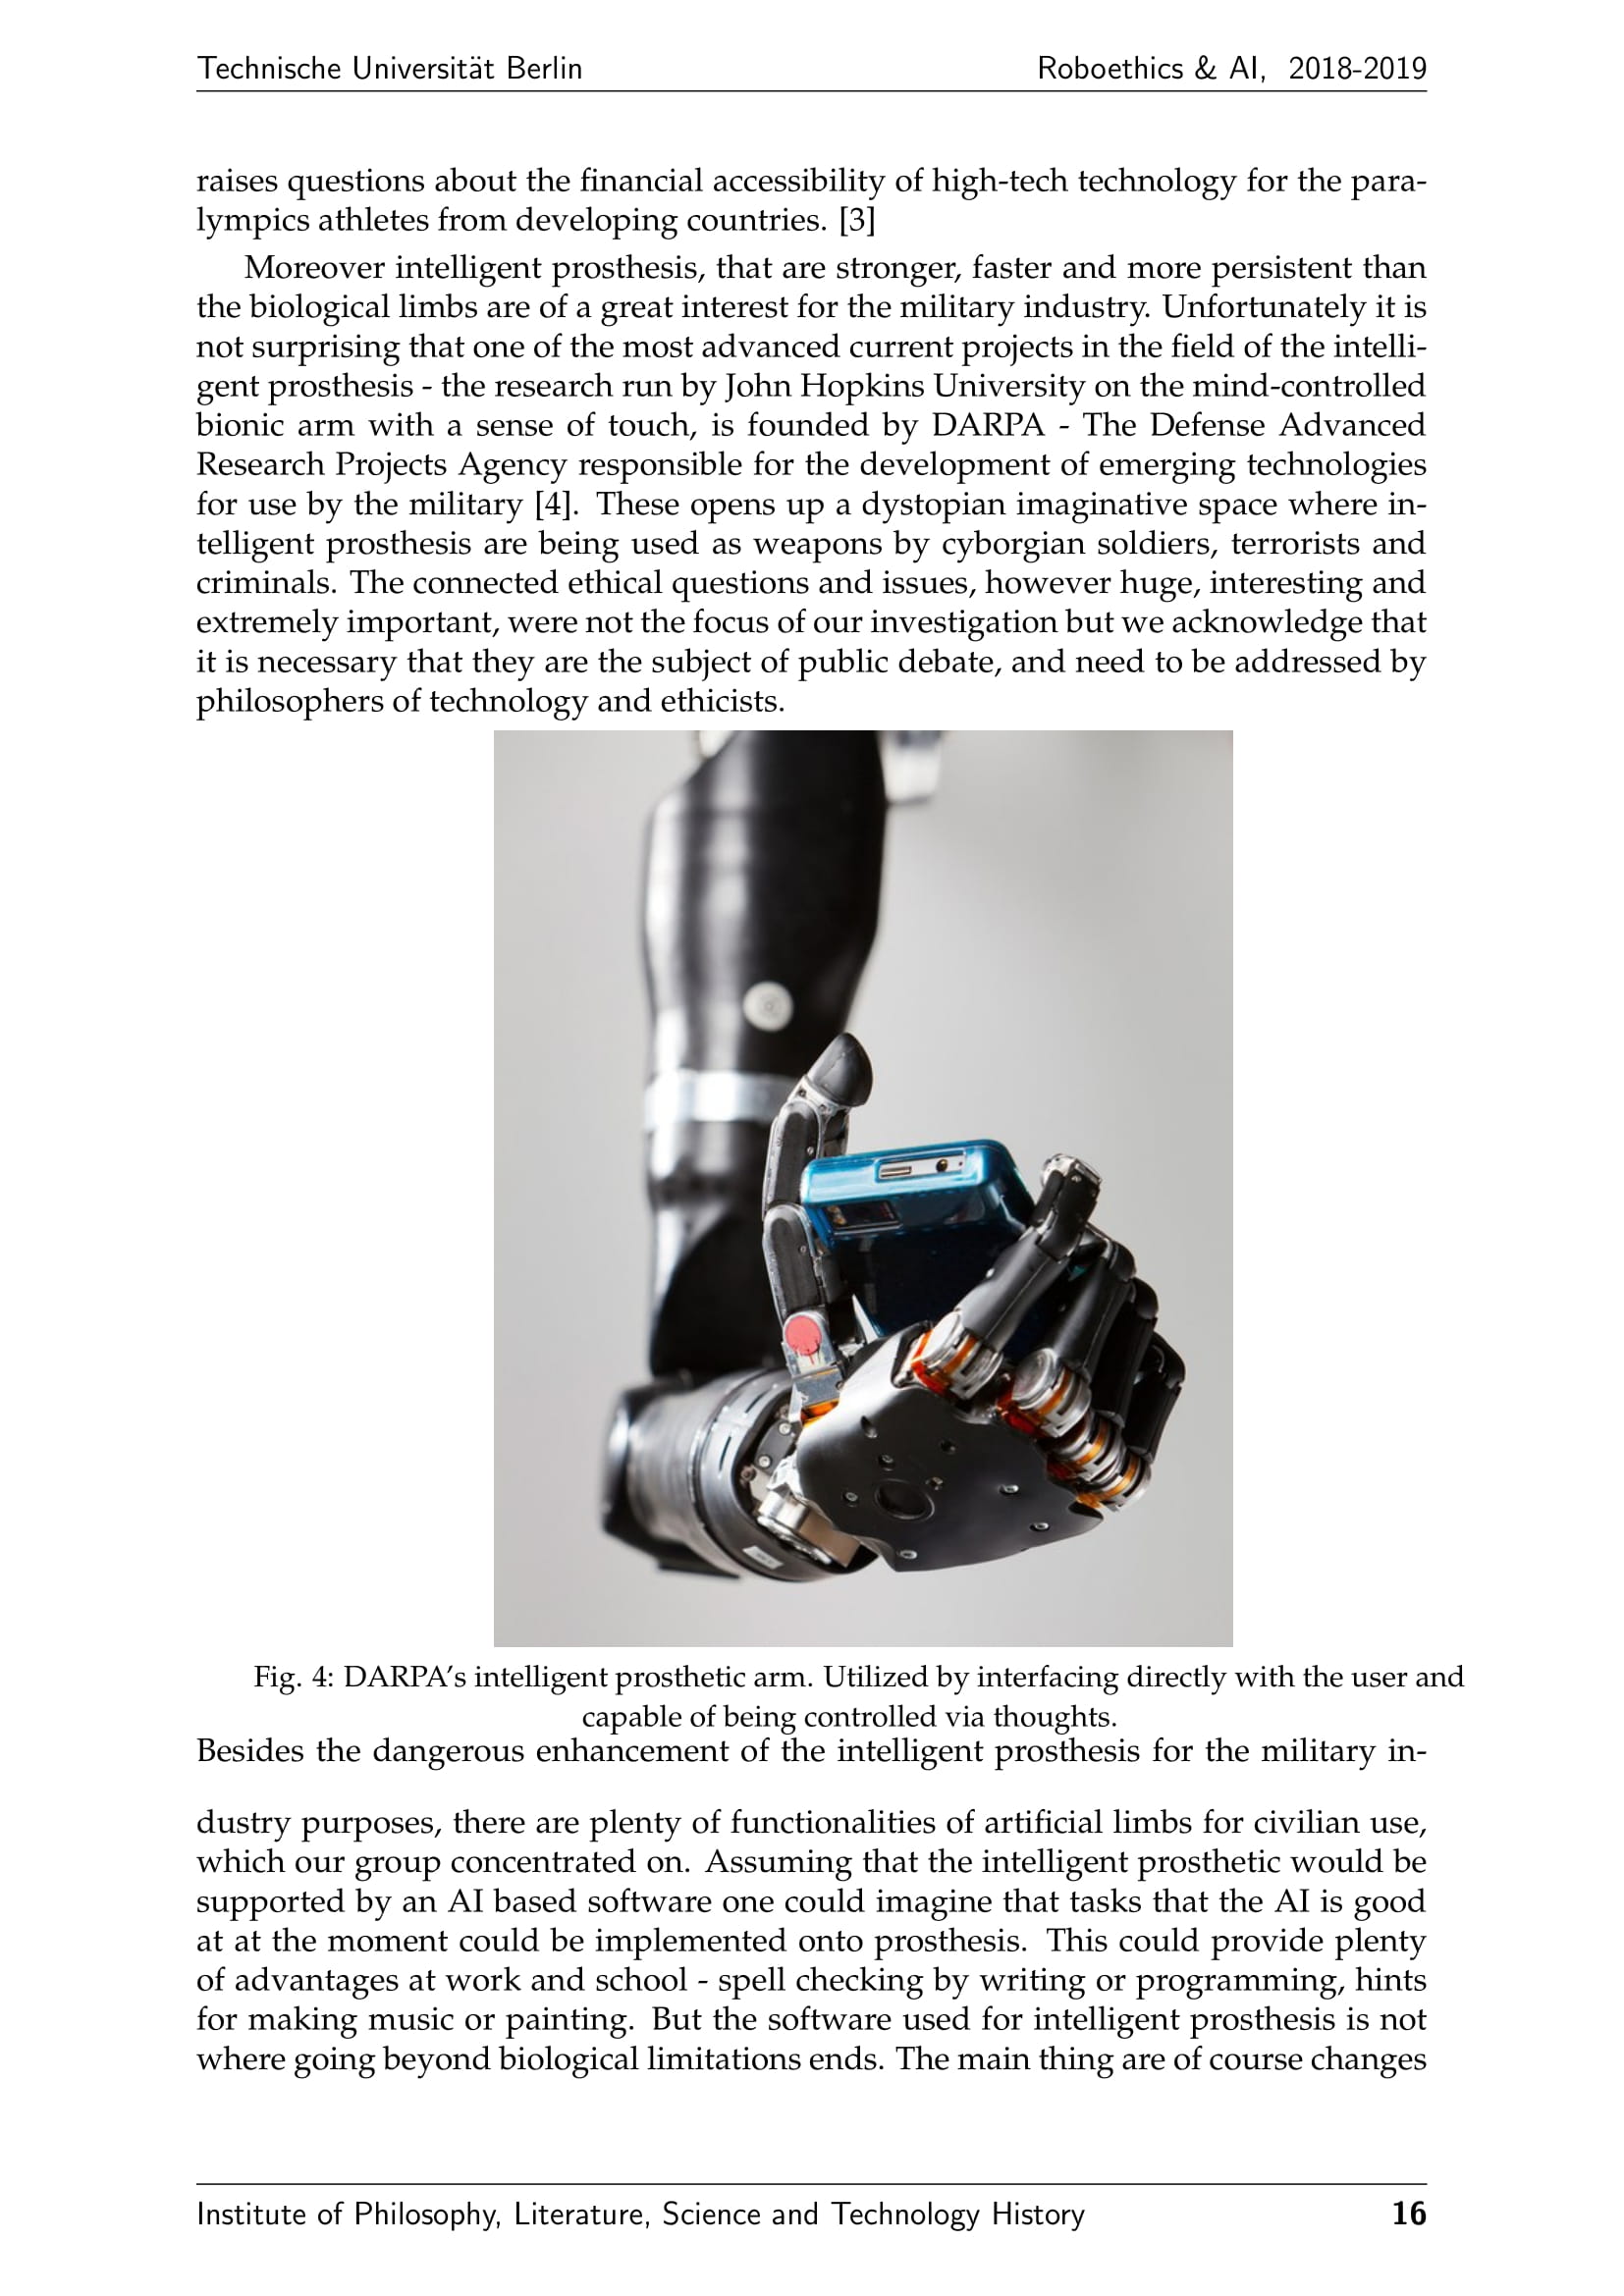 Technische Universität Berlin
Roboethics & AI, 2018-2019
raises questions about the financial accessibility of high-tech technology for the para-
lympics athletes from developing countries. [3]
Moreover intelligent prosthesis, that are stronger, faster and more persistent than
the biological limbs are of a great interest for the military industry. Unfortunately it is
not surprising that one of the most advanced current projects in the field of the intelli-
gent prosthesis - the research run by John Hopkins University on the mind-controlled
bionic arm with a sense of touch, is founded by DARPA - The Defense Advanced
Research Projects Agency responsible for the development of emerging technologies
for use by the military [4]. These opens up a dystopian imaginative space where in-
telligent prosthesis are being used as weapons by cyborgian soldiers, terrorists and
criminals. The connected ethical questions and issues, however huge, interesting and
extremely important, were not the focus of our investigation but we acknowledge that
it is necessary that they are the subject of public debate, and need to be addressed by
philosophers of technology and ethicists.
Fig. 4: DARPA's intelligent prosthetic arm. Utilized by interfacing directly with the user and
capable of being controlled via thoughts.
Besides the dangerous enhancement of the intelligent prosthesis for the military in-
dustry purposes, there are plenty of functionalities of artificial limbs for civilian use,
which our group concentrated on. Assuming that the intelligent prosthetic would be
supported by an AI based software one could imagine that tasks that the AI is good
at at the moment could be implemented onto prosthesis. This could provide plenty
of advantages at work and school - spell checking by writing or programming, hints
for making music or painting. But the software used for intelligent prosthesis is not
where going beyond biological limitations ends. The main thing are of course changes
Institute of Philosophy, Literature, Science and Technology History
16